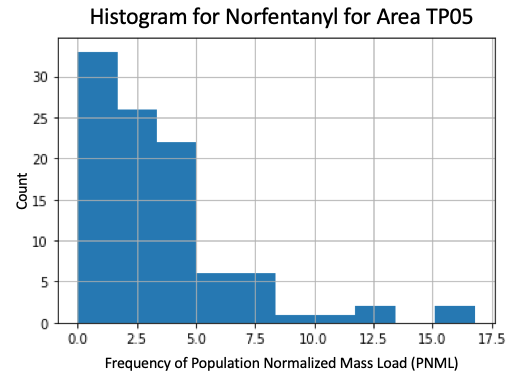 Histogram for Norfentanyl for Area TP05
30
25
20
15
10
5
0
Count
0.0 2.5 5.0 7.5 10.0 12.5 15.0 17.5
Frequency of Population Normalized Mass Load (PNML)